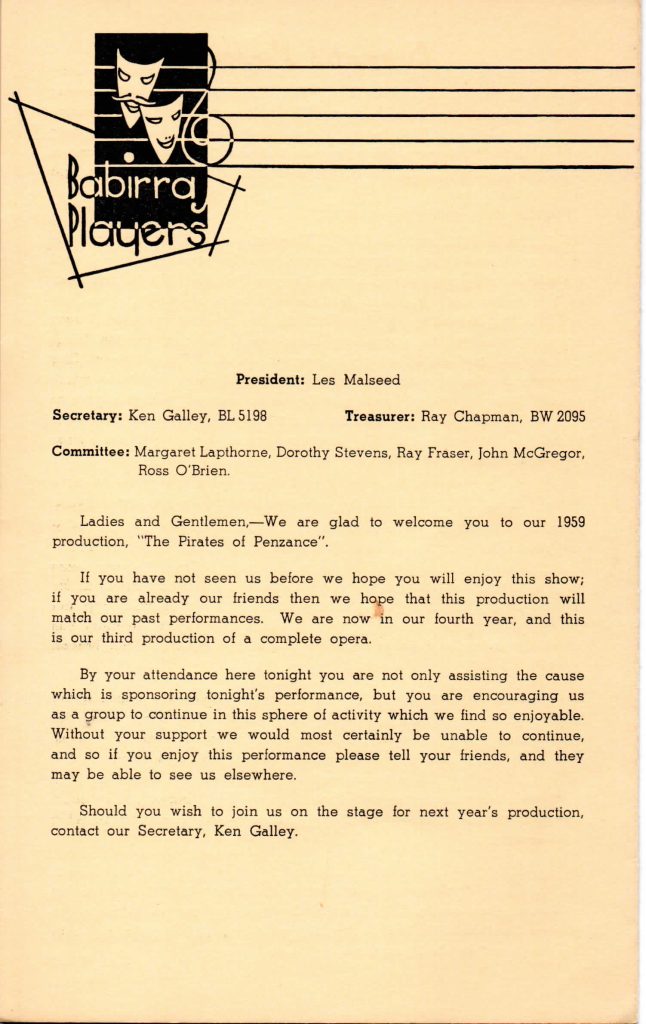 Babirra
Players
President: Les Malseed
Secretary: Ken Galley, BL 5198 Treasurer: Ray Chapman, BW 2095
Committee: Margaret Lapthorne, Dorothy Stevens, Ray Fraser, John McGregor,
Ross O'Brien.
Ladies and Gentlemen,—We are glad to welcome you to our 1959
production, "The Pirates of Penzance".
If you have not seen us before we hope you will enjoy this show;
if you are already our friends then we hope that this production will
match our past performances. We are now in our fourth year, and this
is our third production of a complete opera.
By your attendance here tonight you are not only assisting the cause
which is sponsoring tonight's performance, but you are encouraging us
as a group to continue in this sphere of activity which we find so enjoyable.
Without your support we would most certainly be unable to continue,
and so if you enjoy this performance please tell your friends, and they
may be able to see us elsewhere.
Should you wish to join us on the stage for next year's production,
contact our Secretary, Ken Galley.